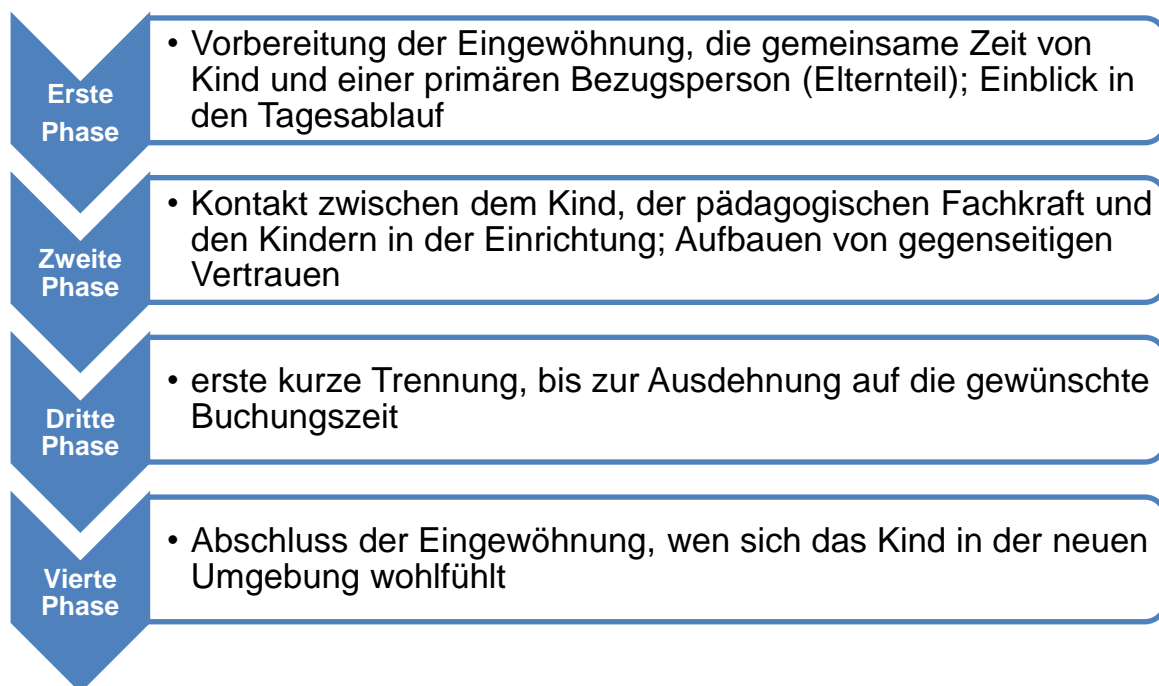 Erste
Phase
• Vorbereitung der Eingewöhnung, die gemeinsame Zeit von
Kind und einer primären Bezugsperson (Elternteil); Einblick in
den Tagesablauf
Zweite
Phase
• Kontakt zwischen dem Kind, der pädagogischen Fachkraft und
den Kindern in der Einrichtung; Aufbauen von gegenseitigen
Vertrauen
Dritte
Phase
• erste kurze Trennung, bis zur Ausdehnung auf die gewünschte
Buchungszeit
Vierte
Phase
• Abschluss der Eingewöhnung, wen sich das Kind in der neuen
Umgebung wohlfühlt